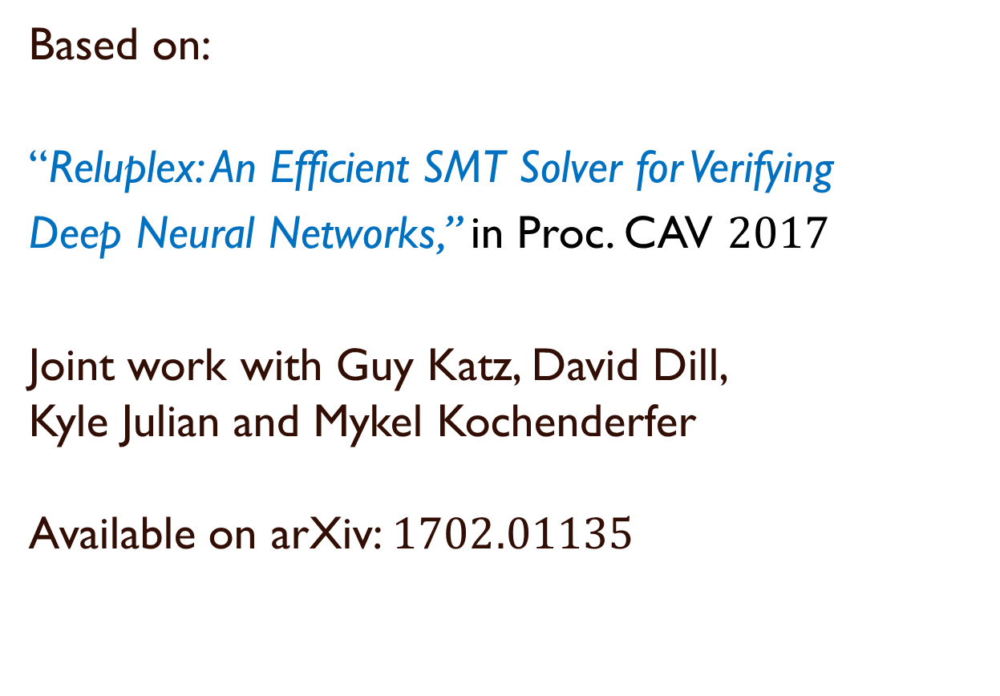 Based on:
“Reluplex: An Efficient SMT Solver for Verifying
Deep Neural Networks,” in Proc. CAV 2017
Joint work with Guy Katz, David Dill,
Kyle Julian and Mykel Kochenderfer
Available on arXiv: 1702.01135